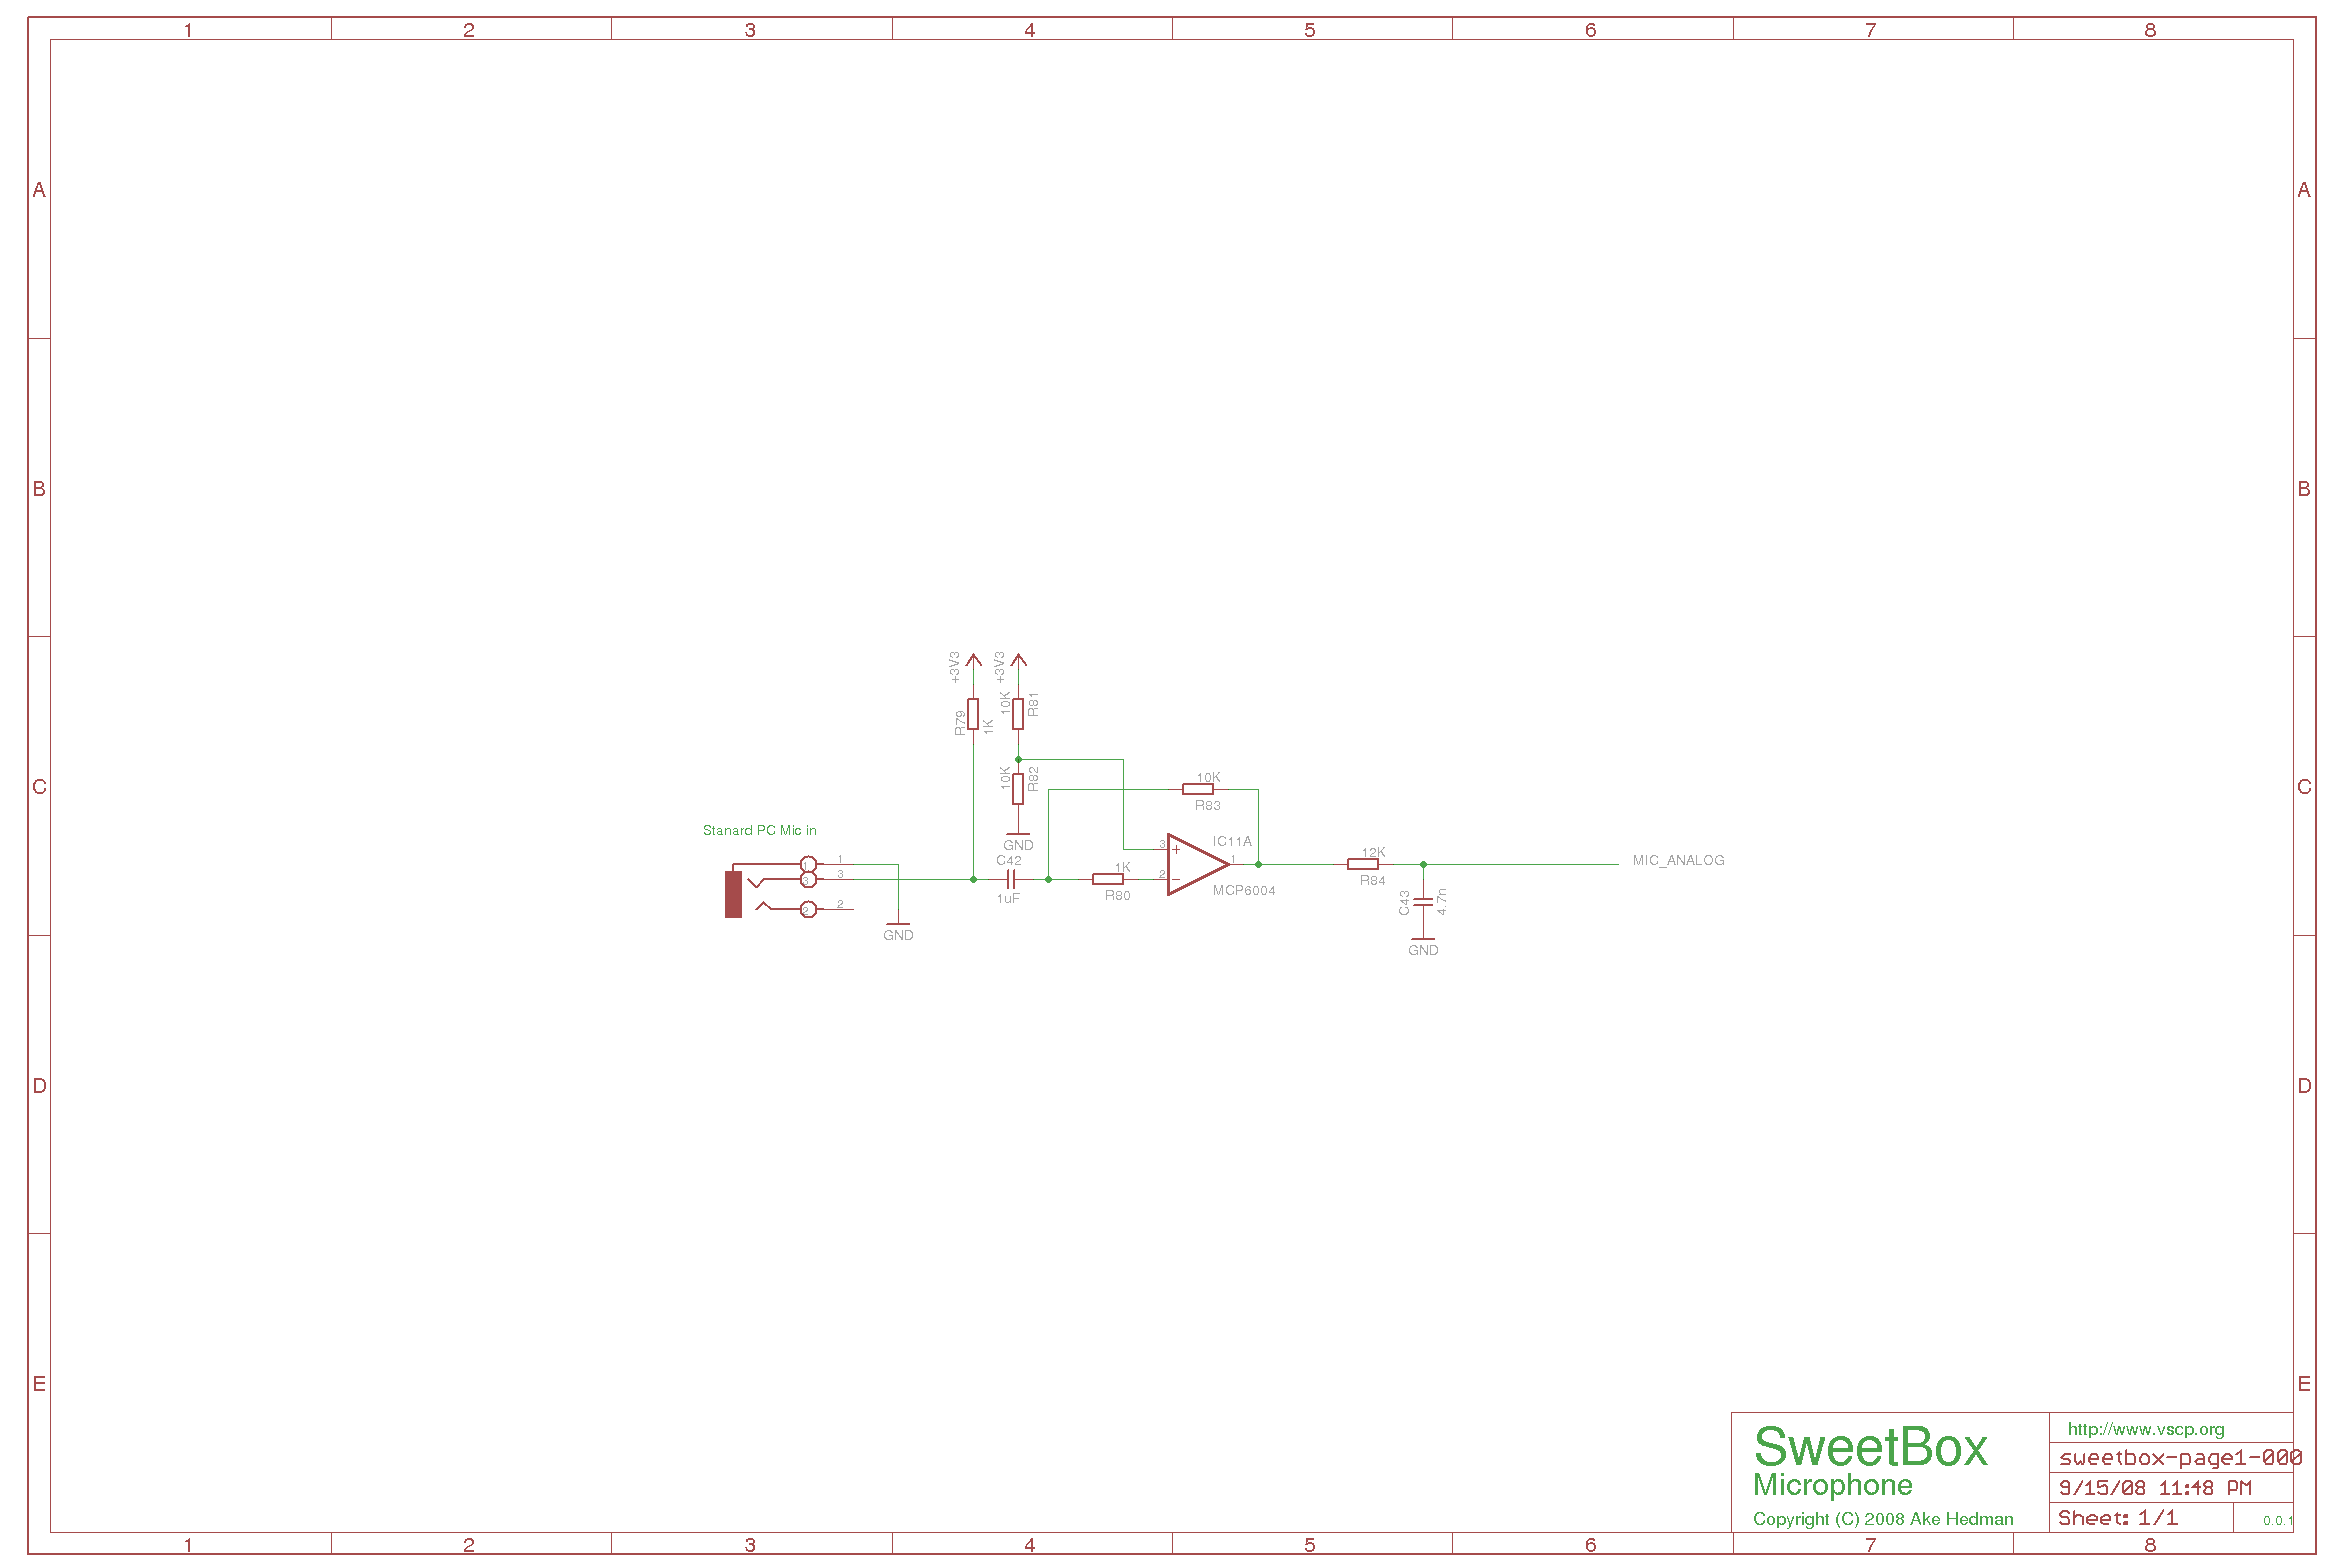 1 2 3 4 5 6 7 8
A A
B B
+3V3 +3V3
R79 1K
10K R81
10K R82
GND
C C
10K
R83
Stanard PC Mic in
1
3
2
1
3
2
GND
C42
1uF
1K
R80
3
2
+
-
1
IC11A
MCP6004
12K
R84
MIC_ANALOG
C43 4.7n
GND
D D
E E
SweetBox
Microphone
Copyright (C) 2008 Ake Hedman
http://www.vscp.org
sweetbox-page1-000
9/15/08 11:48 PM
Sheet: 1/1
0.0.1
1 2 3 4 5 6 7 8